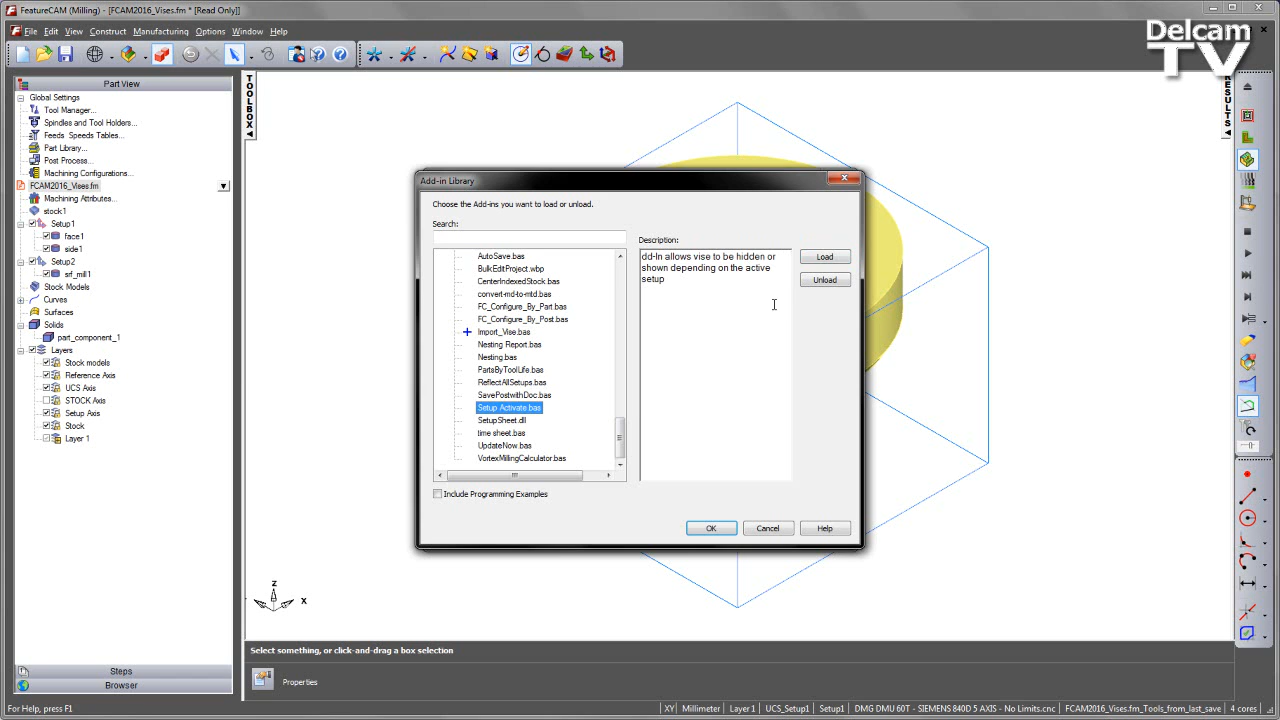 FeatureCAM (Milling) - [FCAM2016_Vises.fm * [Read Only]]
File Edit View Construct Manufacturing Options Window Help
Delcam
TV
Part View
Global Settings
Tool Manager...
Spindles and Tool Holders...
Feeds Speeds Tables...
Part Library...
Post Process...
Machining Configurations...
FCAM2016_Vises.fm
Machining Attributes...
stock1
Setup1
face1
side1
Setup2
srf_mill1
Stock Models
Curves
Surfaces
Solids
part_component_1
Layers
Stock models
Reference Axis
UCS Axis
STOCK Axis
Setup Axis
Stock
Layer 1
Steps
Browser
TOOLBOX
RESULTS
Add-in Library
Choose the Add-ins you want to load or unload.
Search:
AutoSave.bas
BulkEditProject.wbp
CenterIndexedStock.bas
convert-md-to-mtd.bas
FC_Configure_By_Part.bas
FC_Configure_By_Post.bas
Import_Vise.bas
Nesting Report.bas
Nesting.bas
PartsByToolLife.bas
ReflectAllSetups.bas
SavePostwithDoc.bas
Setup Activate.bas
SetupSheet.dll
time sheet.bas
UpdateNow.bas
VortexMillingCalculator.bas
Include Programming Examples
Description:
dd-In allows vise to be hidden or
shown depending on the active
setup
Load
Unload
OK Cancel Help
Z
X
Select something, or click-and-drag a box selection
Properties
For Help, press F1
XY Millimeter Layer 1 UCS_Setup1 Setup1 DMG DMU 60T - SIEMENS 840D 5 AXIS - No Limits.cnc FCAM2016_Vises.fm_Tools_from_last_save 4 cores